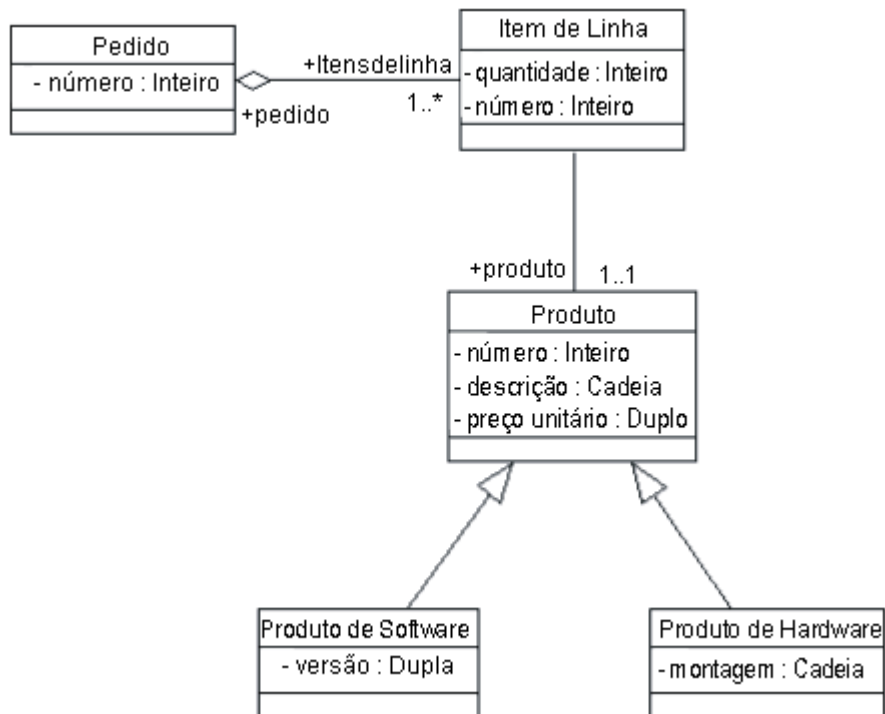 Pedido
- número : Inteiro
+Itensdelinha
1..*
+pedido
Item de Linha
- quantidade : Inteiro
- número : Inteiro
+produto
1..1
Produto
- número : Inteiro
- descrição : Cadeia
- preço unitário : Duplo
Produto de Software
- versão : Dupla
Produto de Hardware
- montagem : Cadeia